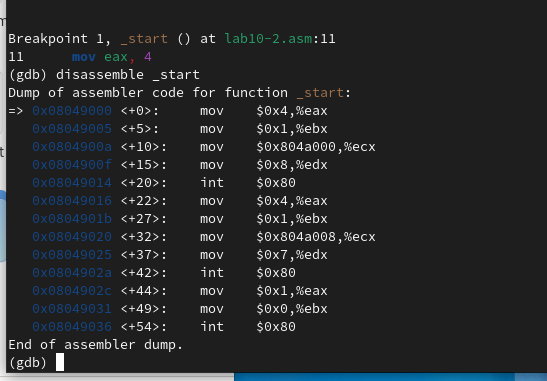 Breakpoint 1, _start () at lab10-2.asm:11
11      mov eax, 4
(gdb) disassemble _start
Dump of assembler code for function _start:
=> 0x08049000 <+0>:     mov    $0x4,%eax
   0x08049005 <+5>:     mov    $0x1,%ebx
   0x0804900a <+10>:    mov    $0x804a000,%ecx
   0x0804900f <+15>:    mov    $0x8,%edx
   0x08049014 <+20>:    int    $0x80
   0x08049016 <+22>:    mov    $0x4,%eax
   0x0804901b <+27>:    mov    $0x1,%ebx
   0x08049020 <+32>:    mov    $0x804a008,%ecx
   0x08049025 <+37>:    mov    $0x7,%edx
   0x0804902a <+42>:    int    $0x80
   0x0804902c <+44>:    mov    $0x1,%eax
   0x08049031 <+49>:    mov    $0x0,%ebx
   0x08049036 <+54>:    int    $0x80
End of assembler dump.
(gdb)